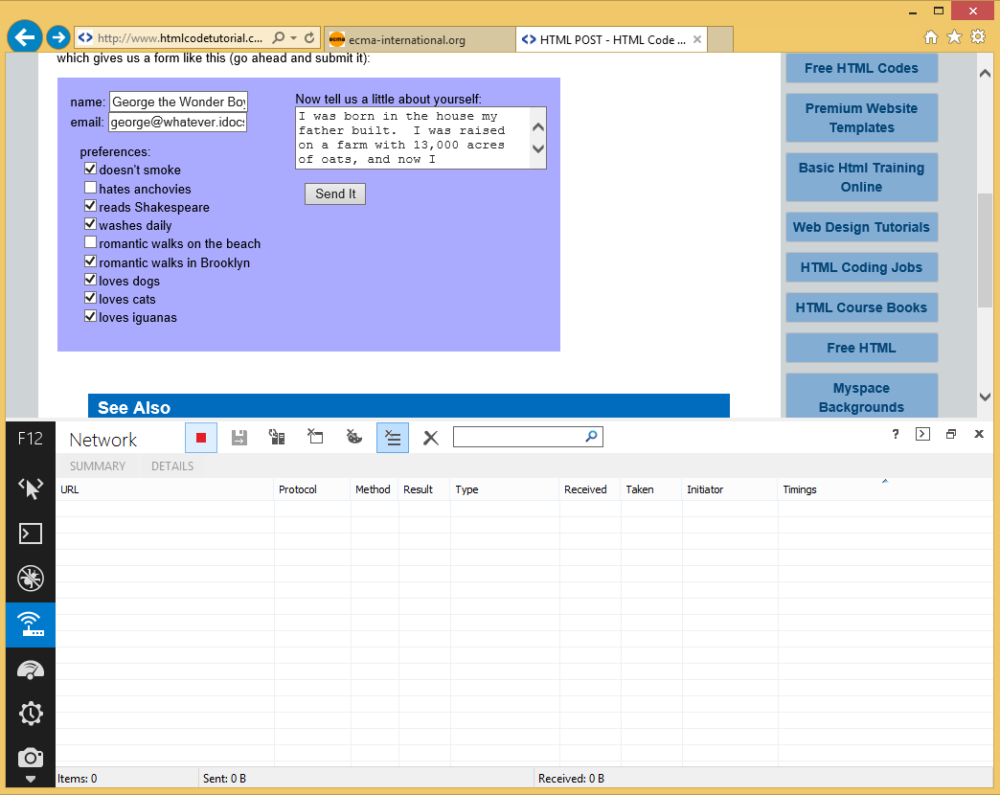 http://www.htmlcodetutorial.c...
ecma-international.org
HTML POST - HTML Code ...
which gives us a form like this (go ahead and submit it):
name: George the Wonder Boy
email: george@whatever.idocs
preferences:
doesn't smoke
hates anchovies
reads Shakespeare
washes daily
romantic walks on the beach
romantic walks in Brooklyn
loves dogs
loves cats
loves iguanas
Now tell us a little about yourself:
I was born in the house my
father built. I was raised
on a farm with 13,000 acres
of oats, and now I
Send It
See Also
Free HTML Codes
Premium Website
Templates
Basic Html Training
Online
Web Design Tutorials
HTML Coding Jobs
HTML Course Books
Free HTML
Myspace
Backgrounds
F12
Network
?
SUMMARY DETAILS
URL Protocol Method Result Type Received Taken Initiator Timings
Items: 0 Sent: 0 B Received: 0 B